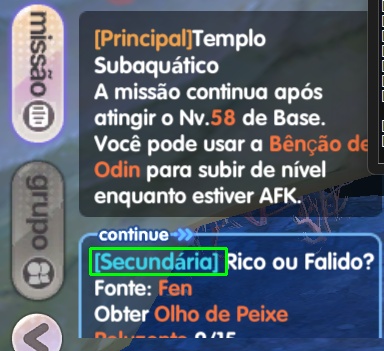 missão
[Principal]Templo
Subaquático
A missão continua após
atingir o Nv.58 de Base.
Você pode usar a Bênção de
Odin para subir de nível
enquanto estiver AFK.
grupo
continue
[Secundária] Rico ou Falido?
Fonte: Fen
Obter Olho de Peixe